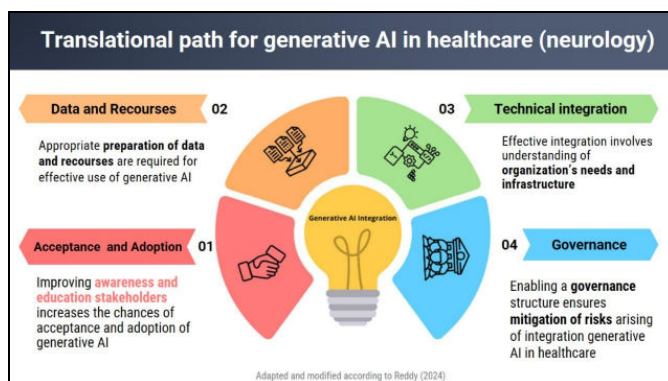 Translational path for generative AI in healthcare (neurology)
Data and Recourses
02
Appropriate preparation of data
and recourses are required for
effective use of generative AI
03
Technical integration
Effective integration involves
understanding of
organization's needs and
infrastructure
Generative AI Integration
Acceptance and Adoption
01
Improving awareness and
education stakeholders
increases the chances of
acceptance and adoption of
generative AI
04
Governance
Enabling a governance
structure ensures
mitigation of risks arising
of integration generative
AI in healthcare
Adapted and modified according to Reddy (2024)